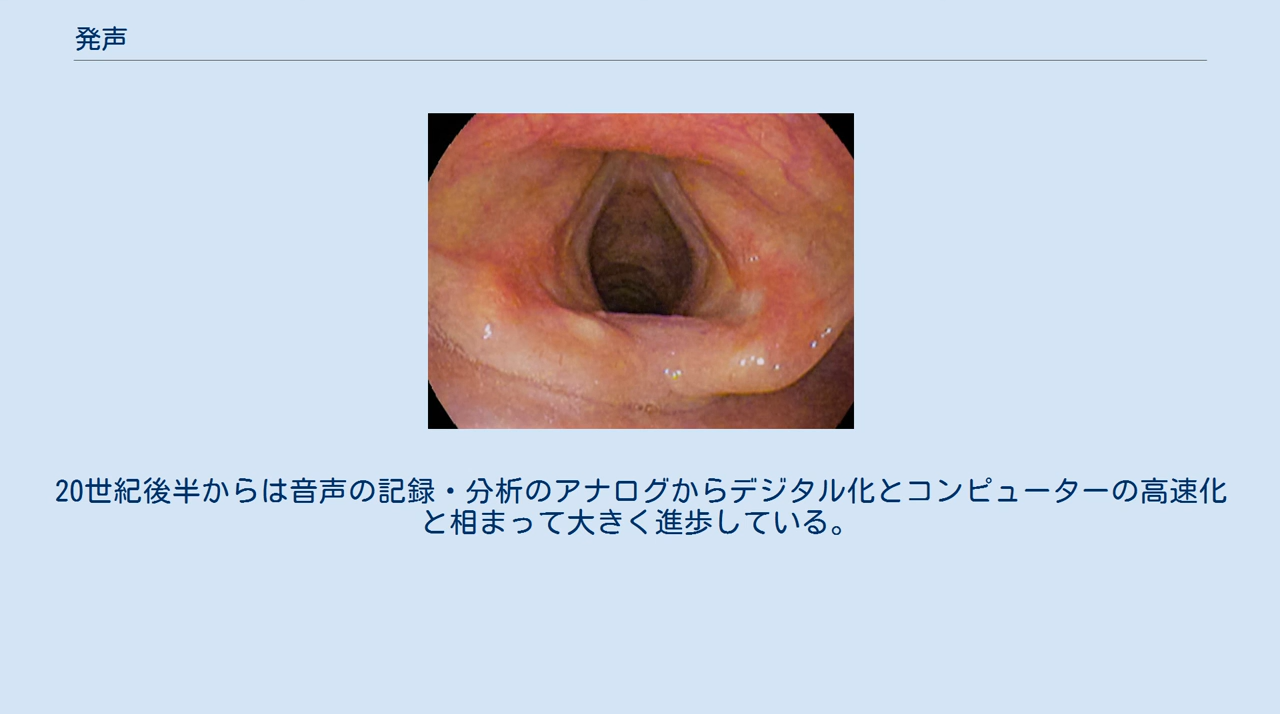 発声
20世紀後半からは音声の記録・分析のアナログからデジタル化とコンピューターの高速化
と相まって大きく進歩している。